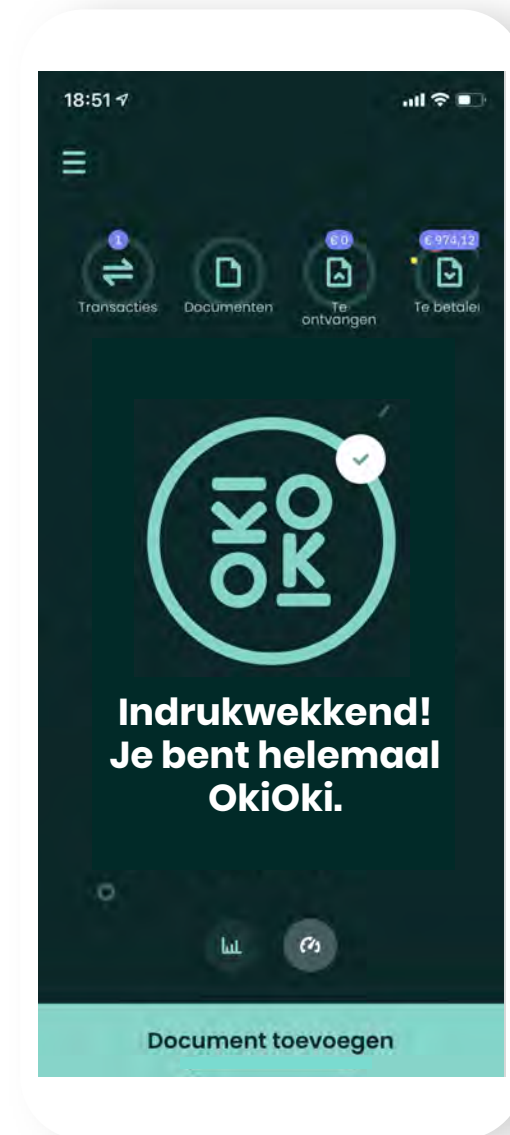 18:51
1
€ 0
€ 974,12
Transacties
Documenten
Te
ontvangen
Te betaler
OKI
OKI
Indrukwekkend!
Je bent helemaal
OkiOki.
Document toevoegen